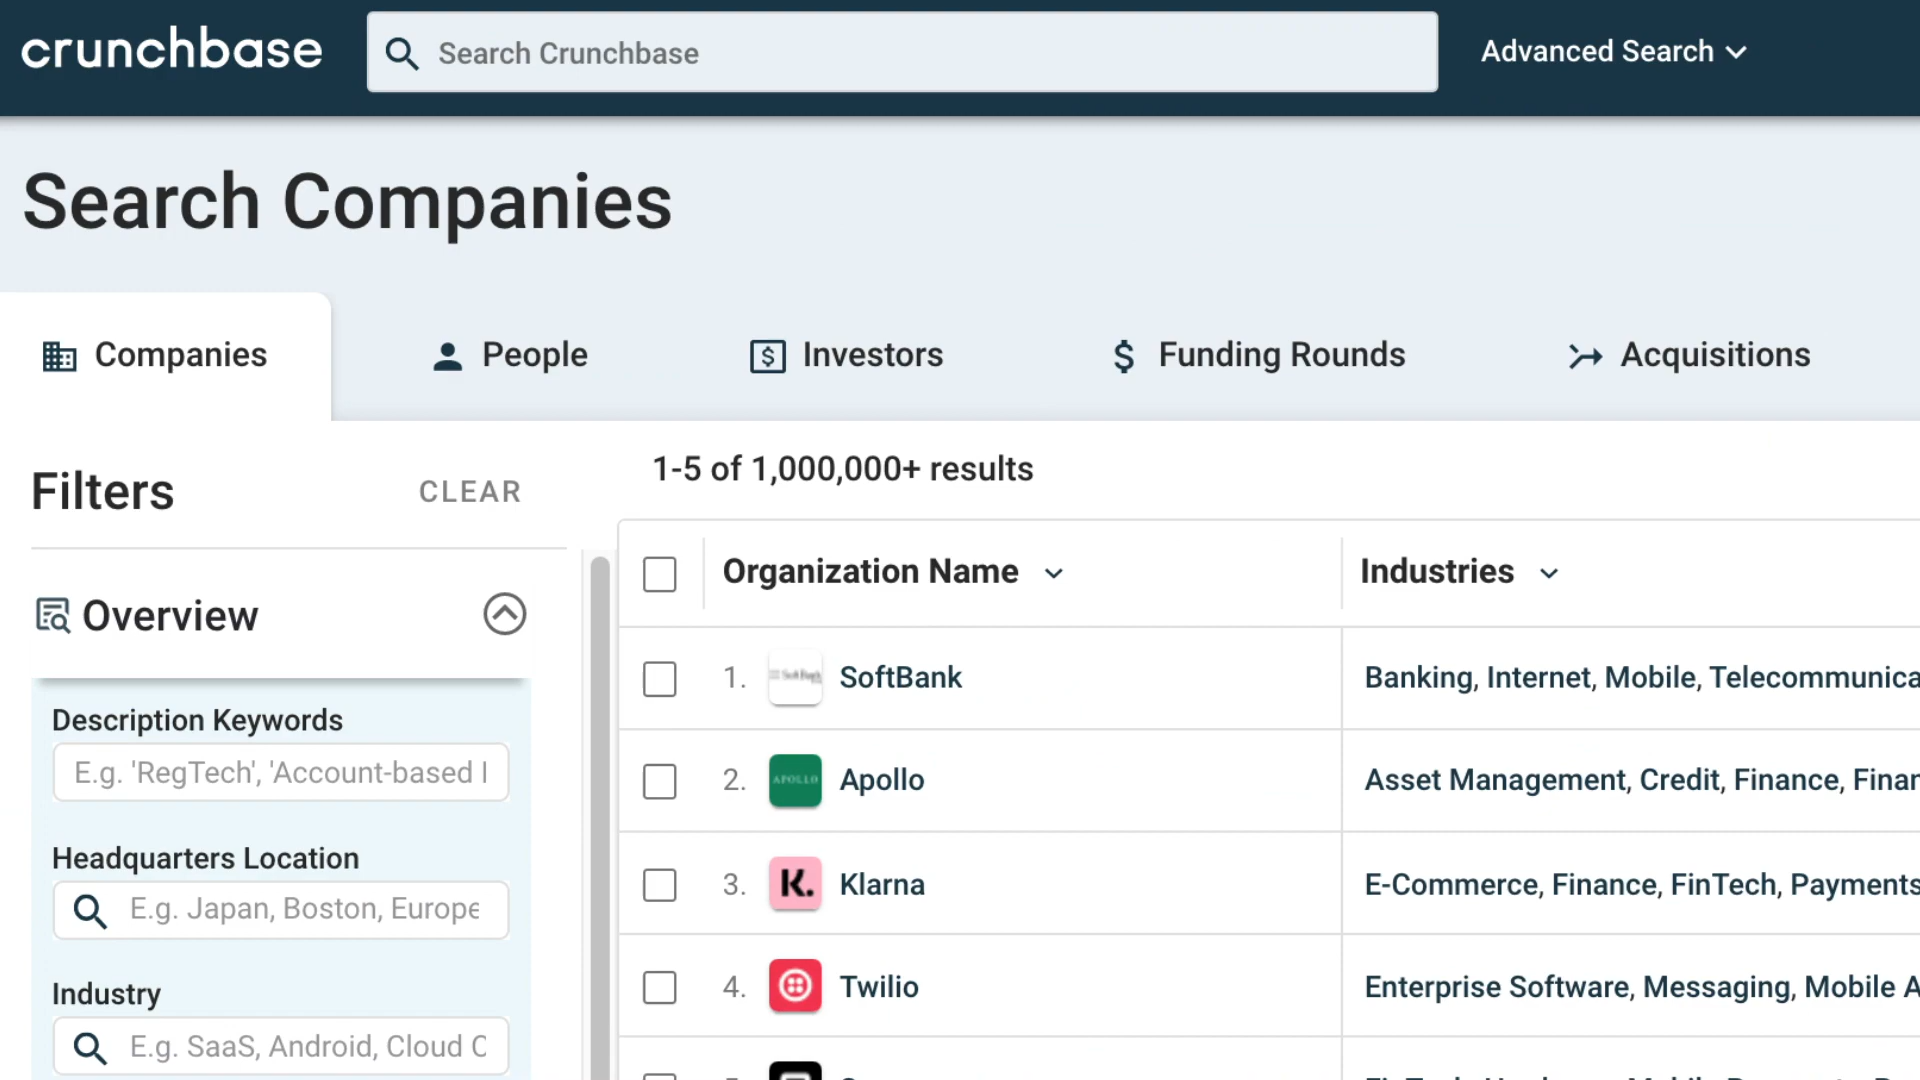 crunchbase
Search Crunchbase
Advanced Search
Search Companies
Companies
People
Investors
Funding Rounds
Acquisitions
Filters
CLEAR
1-5 of 1,000,000+ results
Organization Name
Industries
Overview
1.
SoftBank
SoftBank
Banking, Internet, Mobile,
Description Keywords
E.g. 'RegTech', 'Account-based
2.
APOLLO
Apollo
Asset Management, Credit, Finance,
Headquarters Location
E.g. Japan, Boston, Europe
3.
K.
Klarna
E-Commerce, Finance, FinTech, Payments
4.
Twilio
Enterprise Software, Messaging, Mobile
Industry
E.g. SaaS, Android, Cloud